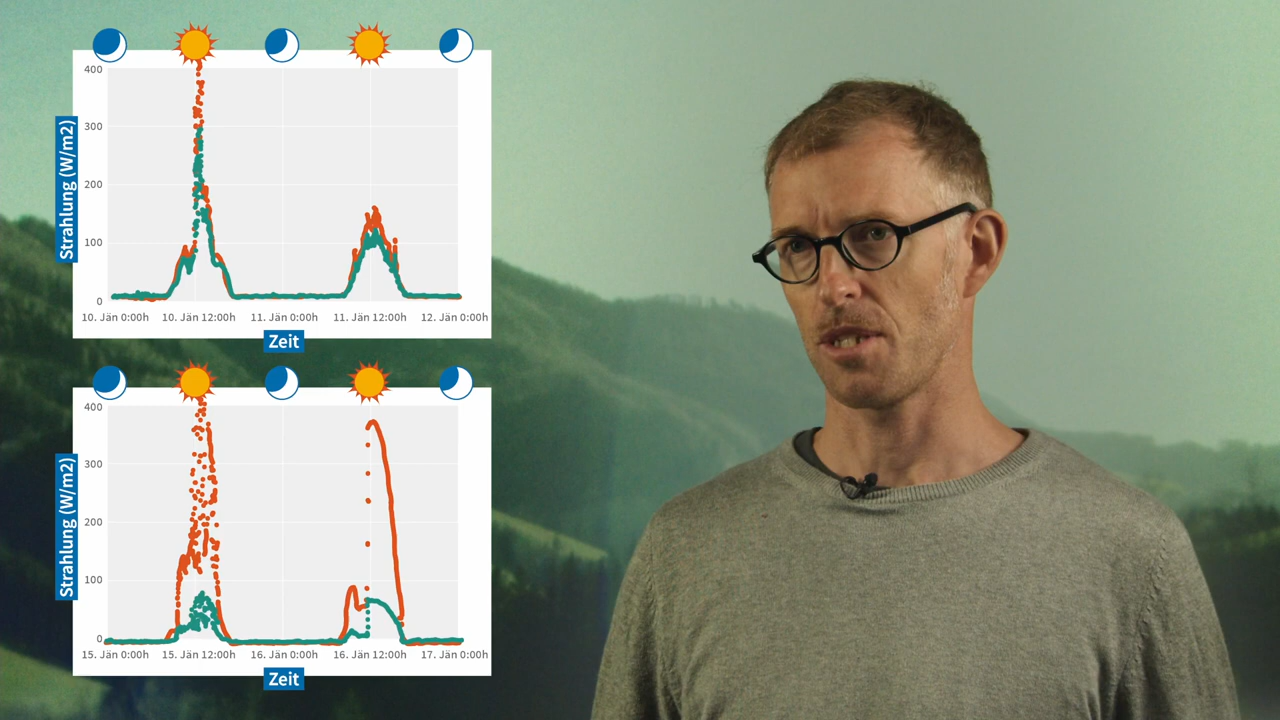 400
300
200
100
0
Strahlung (W/m2)
10. Jän 0:00h 10. Jän 12:00h 11. Jän 0:00h 11. Jän 12:00h 12. Jän 0:00h
Zeit
400
300
200
100
0
Strahlung (W/m2)
15. Jän 0:00h 15. Jän 12:00h 16. Jän 0:00h 16. Jän 12:00h 17. Jän 0:00h
Zeit